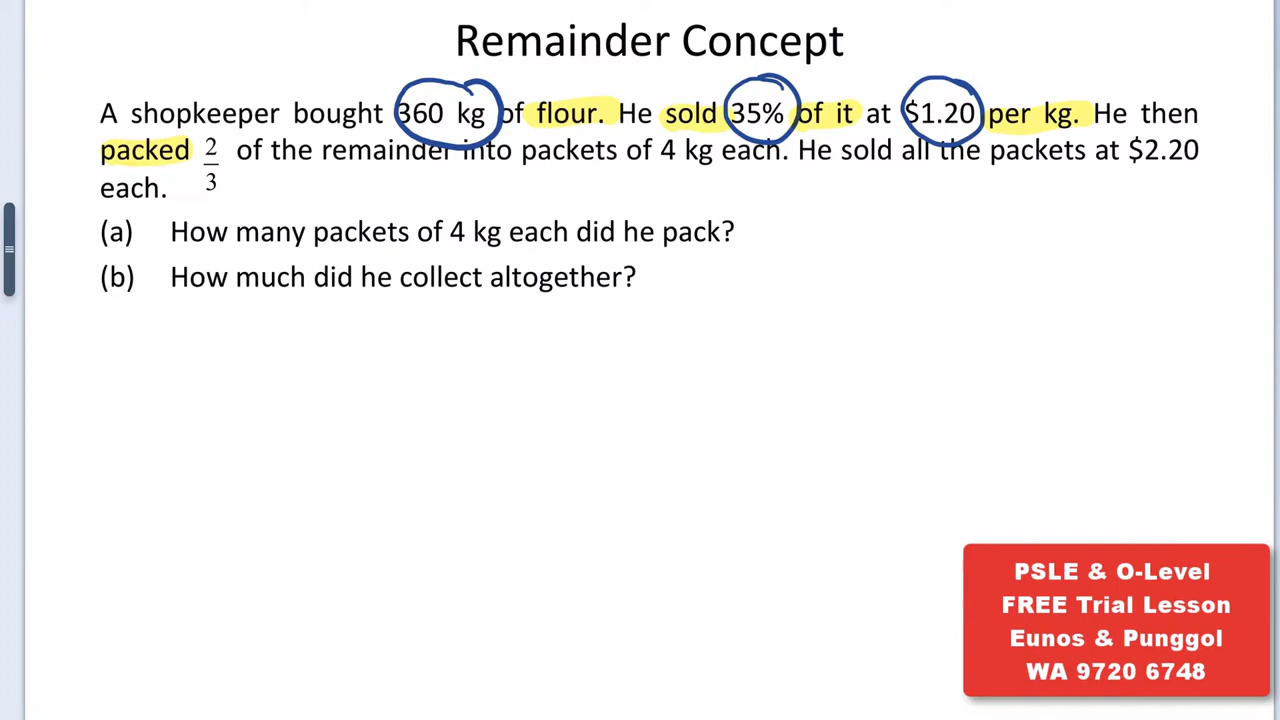 Remainder Concept
A shopkeeper bought 360 kg of flour. He sold 35% of it at $1.20 per kg. He then
packed 2/3 of the remainder into packets of 4 kg each. He sold all the packets at $2.20
each.
(a) How many packets of 4 kg each did he pack?
(b) How much did he collect altogether?
PSLE & O-Level
FREE Trial Lesson
Eunos & Punggol
WA 9720 6748